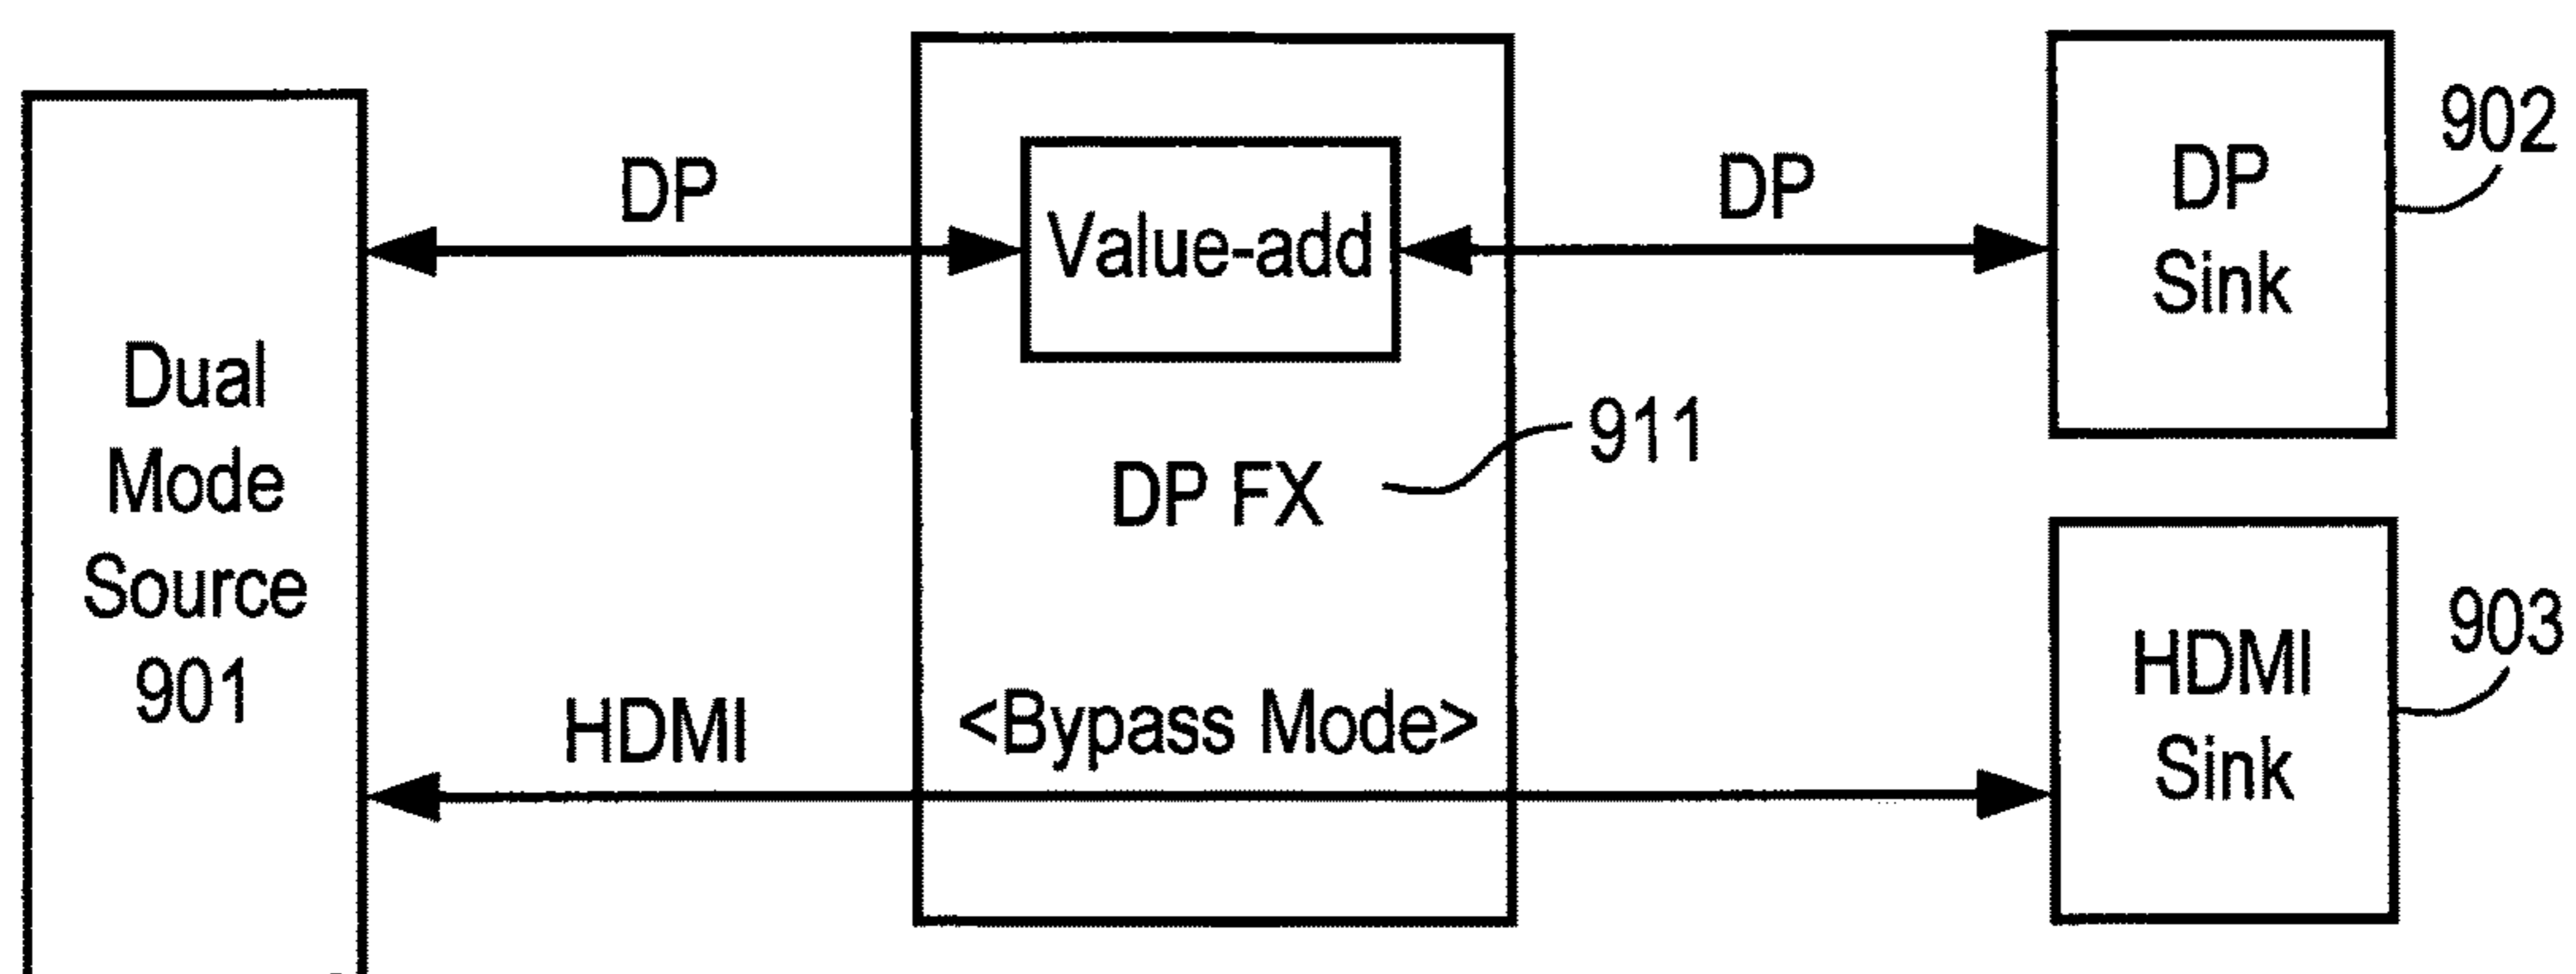 Dual
Mode
Source
901
DP
HDMI
Value-add
DP FX
911
<Bypass Mode>
DP
DP
Sink
902
HDMI
Sink
903